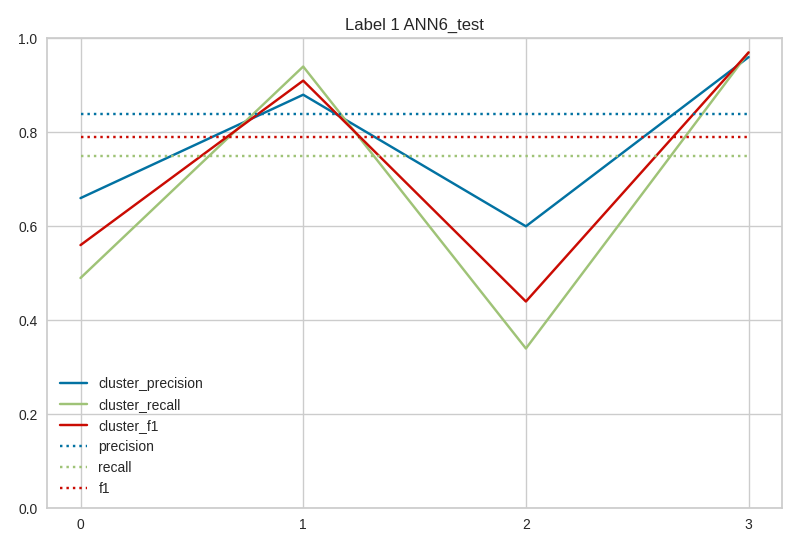 Label 1 ANN6_test
1.0
0.8
0.6
0.4
0.2
0.0
cluster_precision
cluster_recall
cluster_f1
precision
recall
f1
0 1 2 3